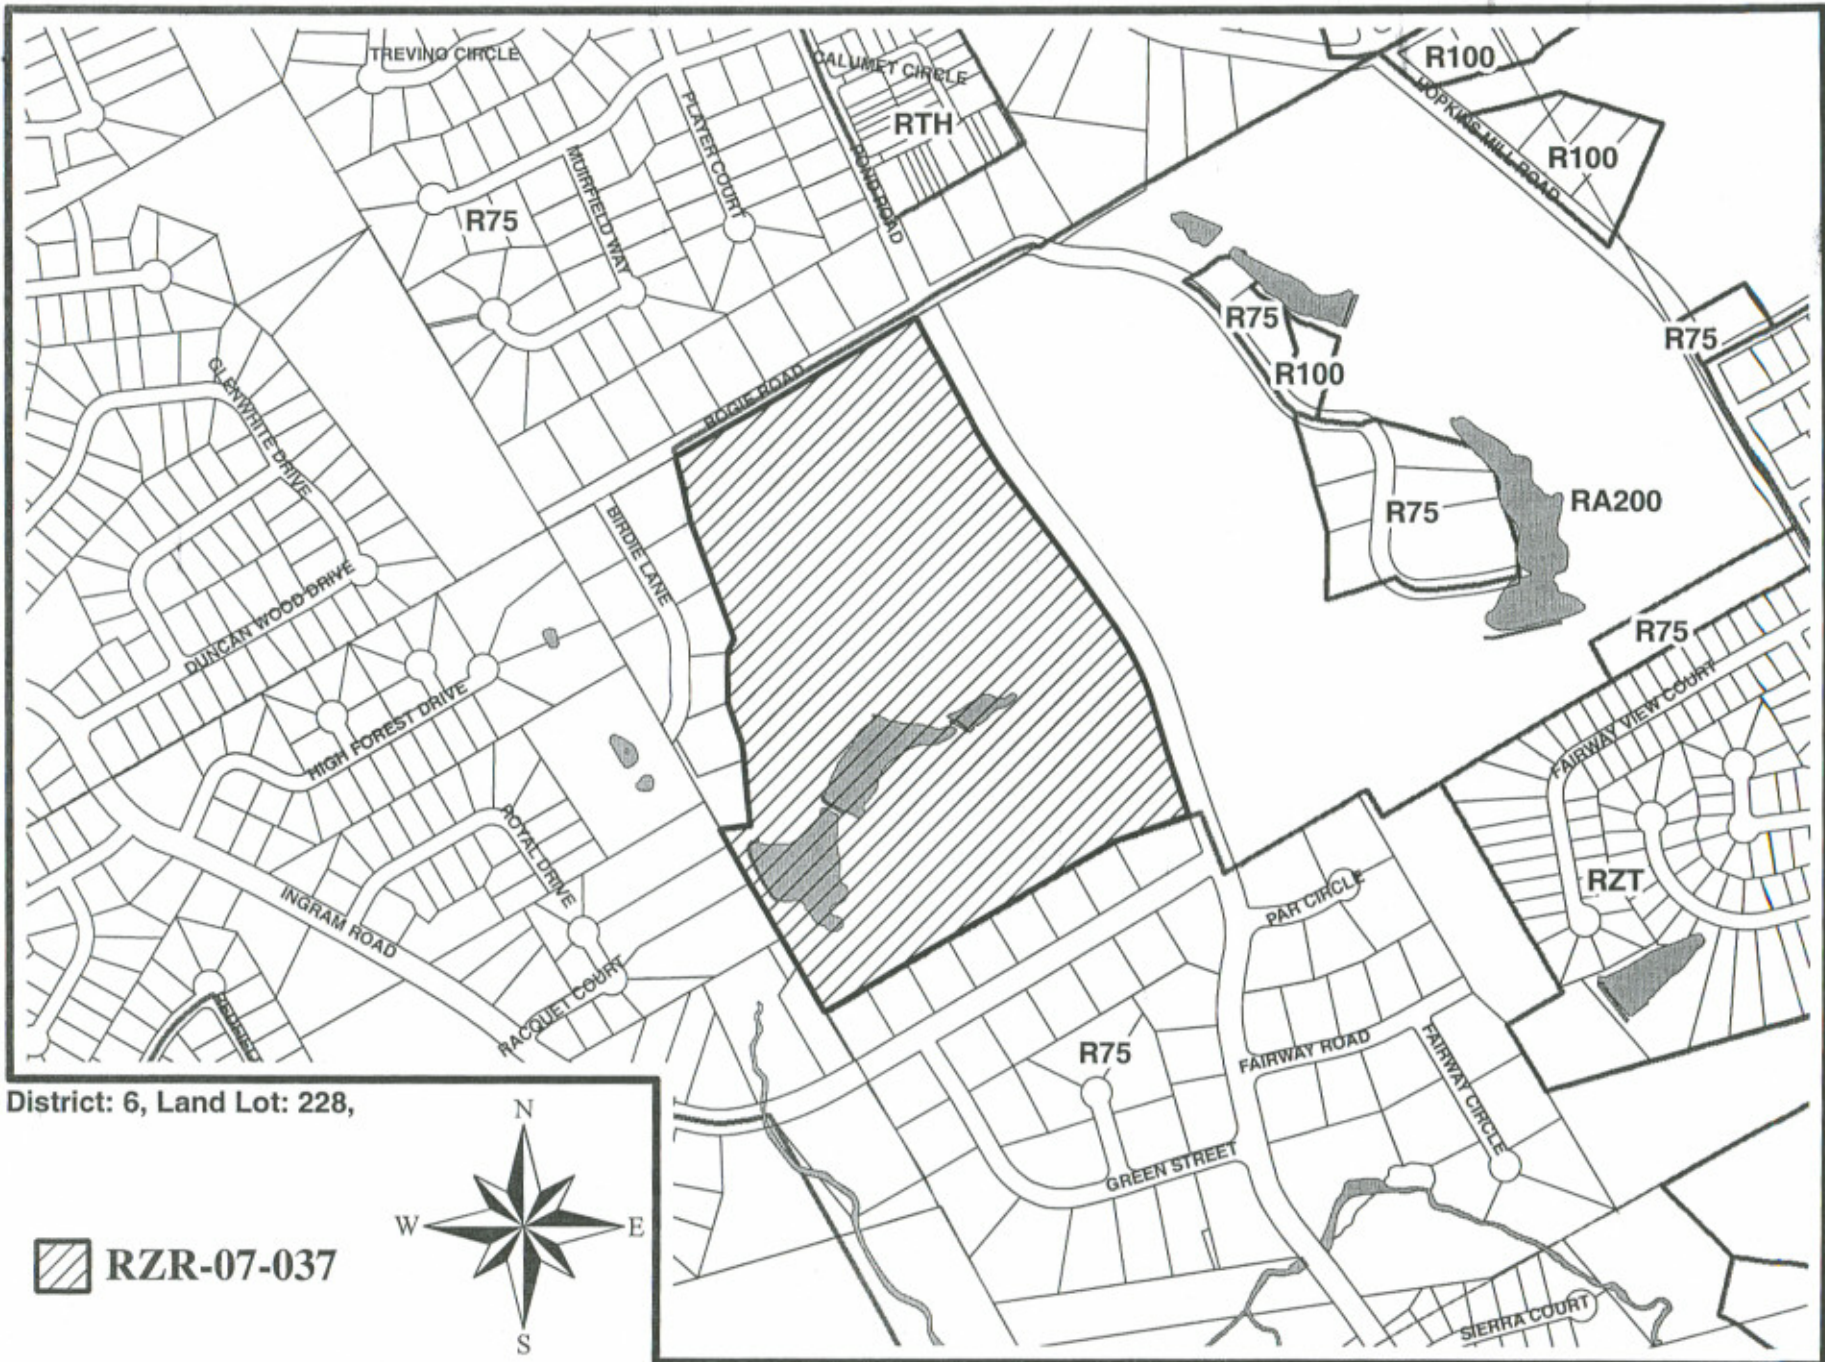 TREVINO CIRCLE
CALUMET CIRCLE
R100
HOPKINS MILL ROAD
RTH
PLAYER COURT
R100
MUIRFIELD WAY
POND ROAD
R75
R75
R75
R100
BOGIE ROAD
GLENWHITE DRIVE
RA200
R75
BIRDIE LANE
DUNCAN WOOD DRIVE
R75
HIGH FOREST DRIVE
FAIRWAY VIEW COURT
ROYAL DRIVE
RZT
PAR CIRCLE
INGRAM ROAD
RACQUET COURT
R75
FAIRWAY ROAD
FAIRWAY CIRCLE
GREEN STREET
SIERRA COURT
District: 6, Land Lot: 228,
N
W E
S
RZR-07-037